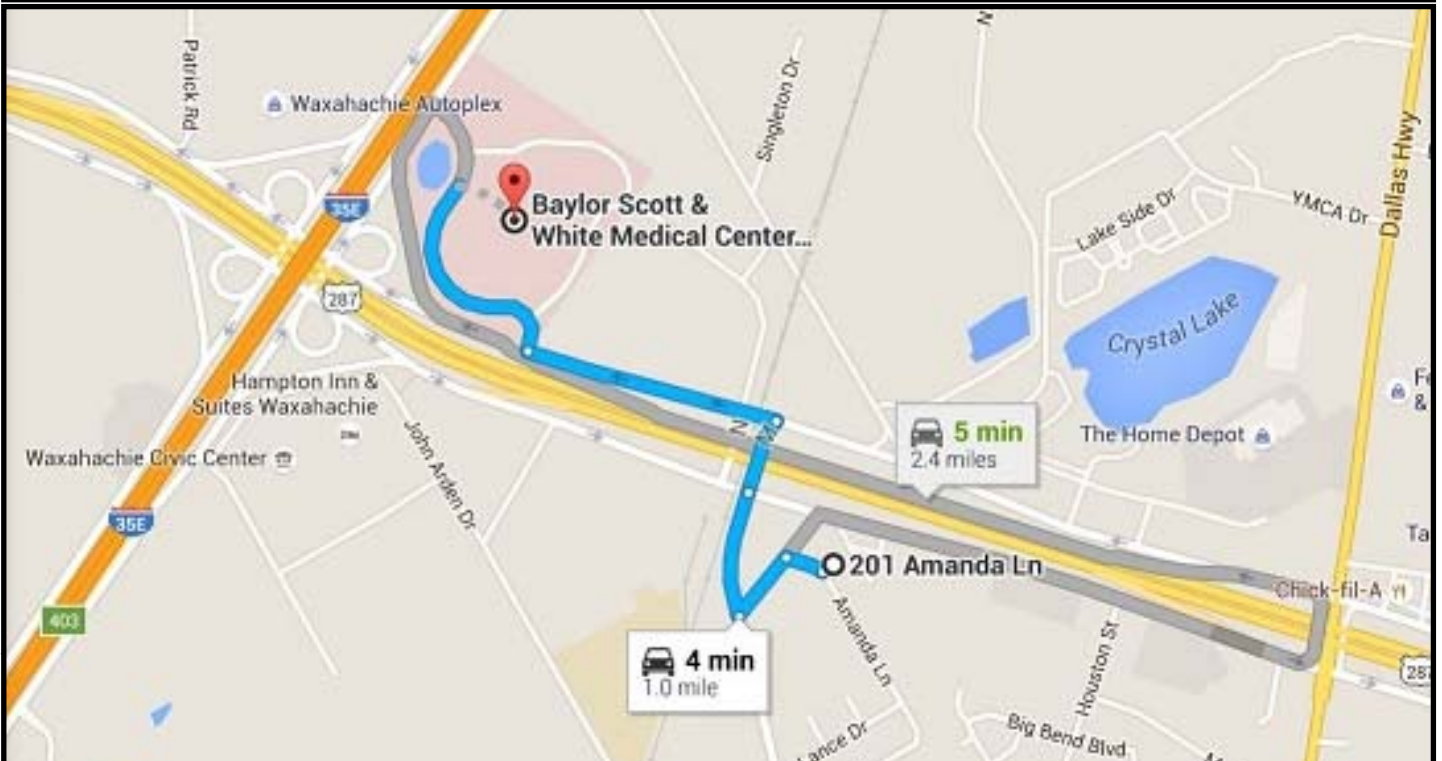 Patrick Rd
Waxahachie Autoplex
Singleton Dr
N
Dallas Hwy
35E
Baylor Scott &
White Medical Center...
Lake Side Dr
YMCA Dr
287
Crystal Lake
Hampton Inn &
Suites Waxahachie
Waxahachie Civic Center
John Arden Dr
N
5 min
2.4 miles
The Home Depot
Fe
&
35E
Ta
201 Amanda Ln
Chick-fil-A
403
4 min
1.0 mile
Amanda Ln
Houston St
287
Lance Dr
Big Bend Blvd